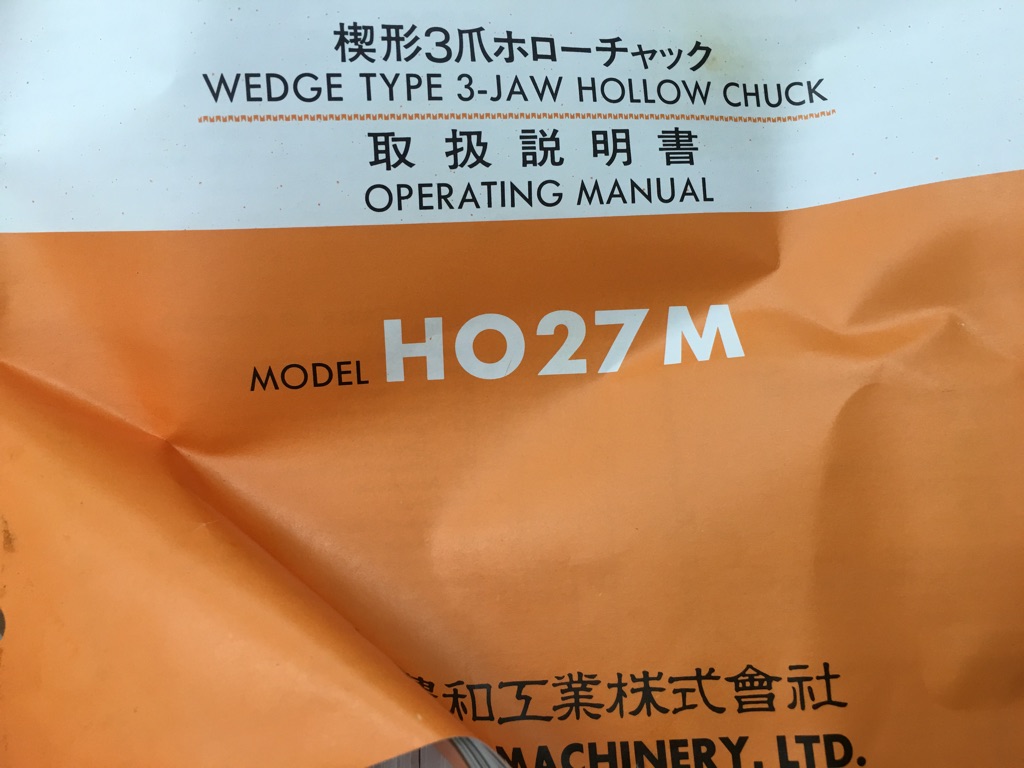 楔形3爪ホローチャック
WEDGE TYPE 3-JAW HOLLOW CHUCK
取扱説明書
OPERATING MANUAL
MODEL HO27M
和工業株式會社
MACHINERY, LTD.